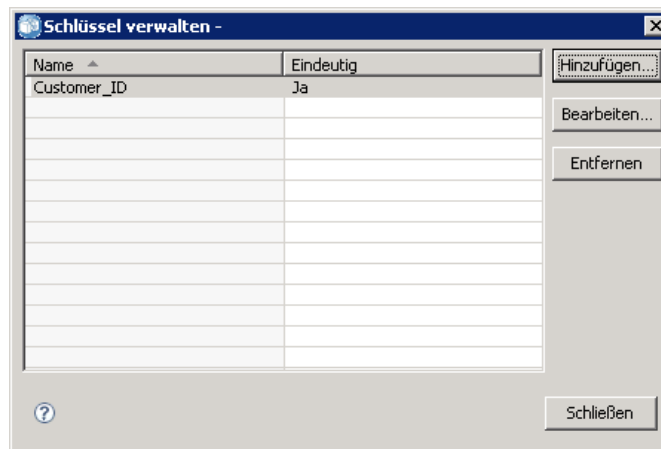 Schlüssel verwalten -
Name Eindeutig Hinzufügen...
Customer_ID Ja
Bearbeiten...
Entfernen
? Schließen